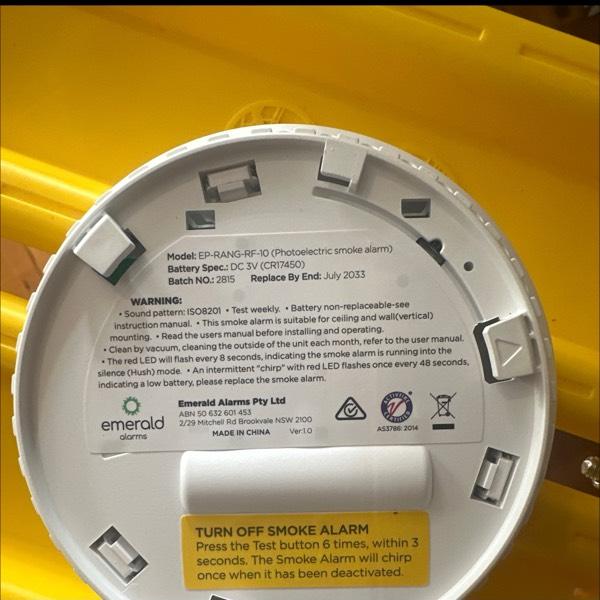 Model: EP-RANG-RF-10 (Photoelectric smoke alarm)
Battery Spec.: DC 3V (CR17450)
Batch NO.: 2815 Replace By End: July 2033
WARNING:
• Sound pattern: ISO8201 • Test weekly. • Battery non-replaceable-see
instruction manual. • This smoke alarm is suitable for ceiling and wall(vertical)
mounting. • Read the users manual before installing and operating.
• Clean by vacuum, cleaning the outside of the unit each month, refer to the user manual.
• The red LED will flash every 8 seconds, indicating the smoke alarm is running into the
silence (Hush) mode. • An intermittent "chirp" with red LED flashes once every 48 seconds,
indicating a low battery, please replace the smoke alarm.
emerald
alarms
Emerald Alarms Pty Ltd
ABN 50 632 601 453
2/29 Mitchell Rd Brookvale NSW 2100
MADE IN CHINA Ver:1.0
AS3786: 2014
TURN OFF SMOKE ALARM
Press the Test button 6 times, within 3
seconds. The Smoke Alarm will chirp
once when it has been deactivated.